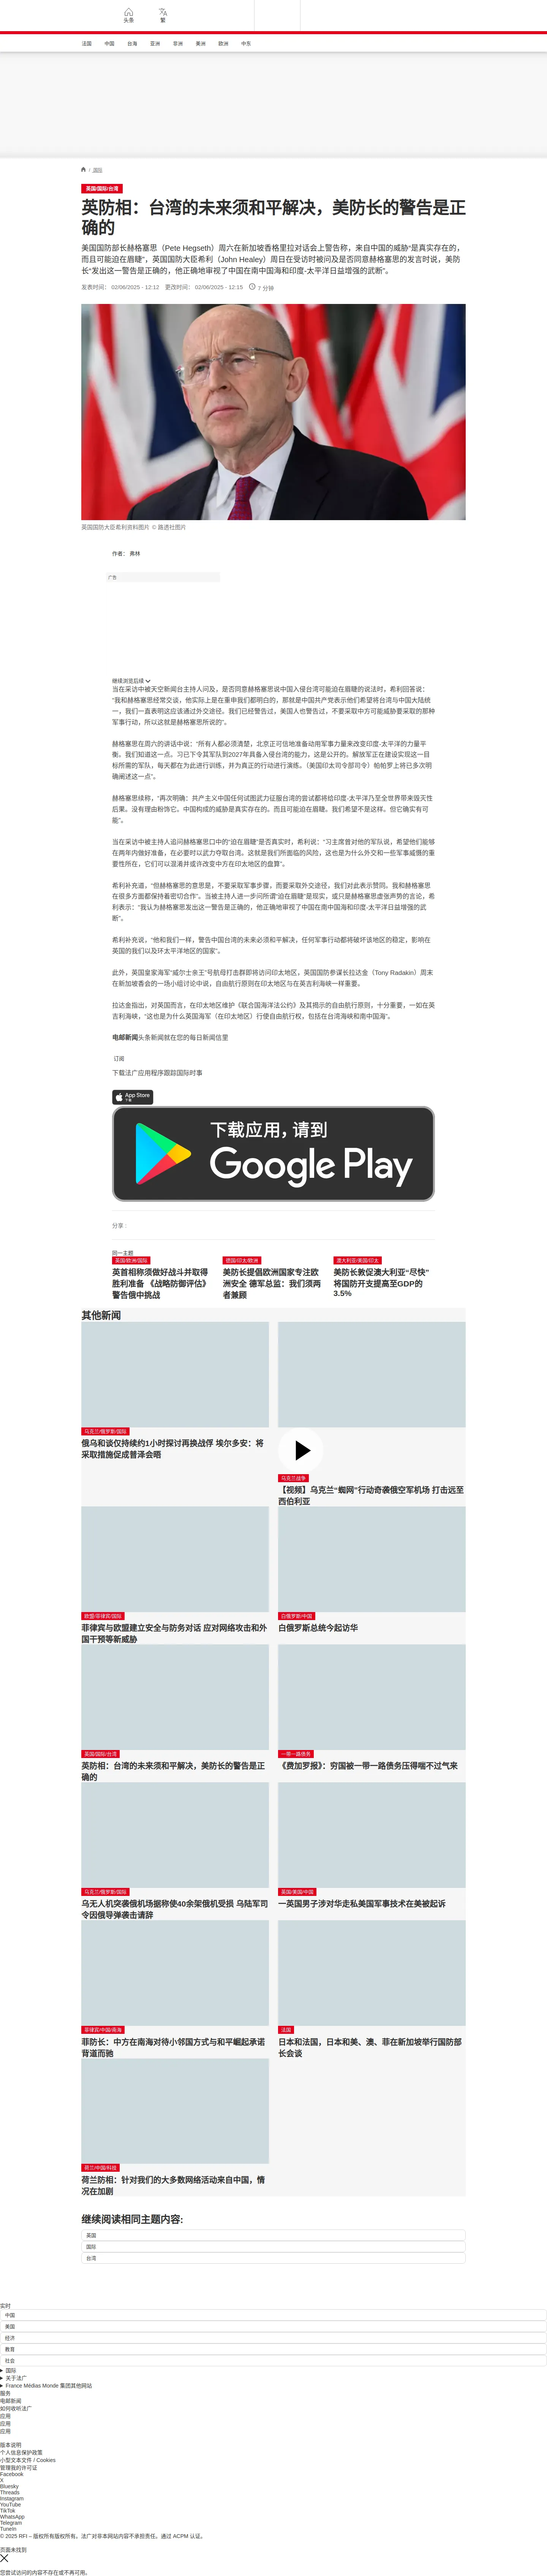 头条
繁
法国
中国
台海
亚洲
非洲
美洲
欧洲
中东
/ 国际
英国/国际/台湾
英防相：台湾的未来须和平解决，美防长的警告是正
确的
美国国防部长赫格塞思（Pete Hegseth）周六在新加坡香格里拉对话会上警告称，来自中国的威胁“是真实存在的，
而且可能迫在眉睫”，英国国防大臣希利（John Healey）周日在受访时被问及是否同意赫格塞思的发言时说，美防
长“发出这一警告是正确的，他正确地审视了中国在南中国海和印度-太平洋日益增强的武断”。
发表时间： 02/06/2025 - 12:12 更改时间： 02/06/2025 - 12:15 7 分钟
英国国防大臣希利资料图片 © 路透社图片
作者： 弗林
广告
继续浏览后续
当在采访中被天空新闻台主持人问及，是否同意赫格塞思说中国入侵台湾可能迫在眉睫的说法时，希利回答说：
“我和赫格塞思经常交谈，他实际上是在重申我们都明白的，那就是中国共产党表示他们希望将台湾与中国大陆统
一，我们一直表明这应该通过外交途径。我们已经警告过，美国人也警告过，不要采取中方可能威胁要采取的那种
军事行动，所以这就是赫格塞思所说的”。
赫格塞思在周六的讲话中说：“所有人都必须清楚，北京正可信地准备动用军事力量来改变印度-太平洋的力量平
衡。我们知道这一点。习已下令其军队到2027年具备入侵台湾的能力，这是公开的。解放军正在建设实现这一目
标所需的军队，每天都在为此进行训练，并为真正的行动进行演练。（美国印太司令部司令）帕帕罗上将已多次明
确阐述这一点”。
赫格塞思续称，“再次明确：共产主义中国任何试图武力征服台湾的尝试都将给印度-太平洋乃至全世界带来毁灭性
后果。没有理由粉饰它。中国构成的威胁是真实存在的。而且可能迫在眉睫。我们希望不是这样。但它确实有可
能”。
当在采访中被主持人追问赫格塞思口中的“迫在眉睫”是否真实时，希利说：“习主席曾对他的军队说，希望他们能够
在两年内做好准备，在必要时以武力夺取台湾。这就是我们所面临的风险，这也是为什么外交和一些军事威慑的重
要性所在，它们可以混淆并或许改变中方在印太地区的盘算”。
希利补充道，“但赫格塞思的意思是，不要采取军事步骤，而要采取外交途径，我们对此表示赞同。我和赫格塞思
在很多方面都保持着密切合作”。当被主持人进一步问所谓“迫在眉睫”是现实，或只是赫格塞思虚张声势的言论，希
利表示：“我认为赫格塞思发出这一警告是正确的，他正确地审视了中国在南中国海和印度-太平洋日益增强的武
断”。
希利补充说，“他和我们一样，警告中国台湾的未来必须和平解决，任何军事行动都将破坏该地区的稳定，影响在
英国的我们以及环太平洋地区的国家”。
此外，英国皇家海军“威尔士亲王”号航母打击群即将访问印太地区，英国国防参谋长拉达金（Tony Radakin）周末
在新加坡香会的一场小组讨论中说，自由航行原则在印太地区与在英吉利海峡一样重要。
拉达金指出，对英国而言，在印太地区维护《联合国海洋法公约》及其揭示的自由航行原则，十分重要，一如在英
吉利海峡，“这也是为什么英国海军（在印太地区）行使自由航行权，包括在台湾海峡和南中国海”。
电邮新闻头条新闻就在您的每日新闻信里
订阅
下载法广应用程序跟踪国际时事
App Store
下载
下载应用，请到
Google Play
分享 :
同一主题
英国/欧洲/国际
英首相称须做好战斗并取得
胜利准备 《战略防御评估》
警告俄中挑战
德国/印太/欧洲
美防长提倡欧洲国家专注欧
洲安全 德军总监：我们须两
者兼顾
澳大利亚/美国/印太
美防长敦促澳大利亚“尽快”
将国防开支提高至GDP的
3.5%
其他新闻
乌克兰/俄罗斯/国际
俄乌和谈仅持续约1小时探讨再换战俘 埃尔多安：将
采取措施促成普泽会晤
乌克兰战争
【视频】乌克兰“蜘网”行动奇袭俄空军机场 打击远至
西伯利亚
欧盟/菲律宾/国际
菲律宾与欧盟建立安全与防务对话 应对网络攻击和外
国干预等新威胁
白俄罗斯/中国
白俄罗斯总统今起访华
英国/国际/台湾
英防相：台湾的未来须和平解决，美防长的警告是正
确的
一带一路债务
《费加罗报》：穷国被一带一路债务压得喘不过气来
乌克兰/俄罗斯/国际
乌无人机突袭俄机场据称使40余架俄机受损 乌陆军司
令因俄导弹袭击请辞
英国/美国/中国
一英国男子涉对华走私美国军事技术在美被起诉
菲律宾/中国/南海
菲防长：中方在南海对待小邻国方式与和平崛起承诺
背道而驰
法国
日本和法国，日本和美、澳、菲在新加坡举行国防部
长会谈
荷兰/中国/科技
荷兰防相：针对我们的大多数网络活动来自中国，情
况在加剧
继续阅读相同主题内容:
英国
国际
台湾
实时
中国
美国
经济
教育
社会
国际
关于法广
France Médias Monde 集团其他网站
服务
电邮新闻
如何收听法广
应用
应用
应用
版本说明
个人信息保护政策
小型文本文件 / Cookies
管理我的许可证
Facebook
X
Bluesky
Threads
Instagram
YouTube
TikTok
WhatsApp
Telegram
TuneIn
© 2025 RFI – 版权所有版权所有。法广对非本网站内容不承担责任。通过 ACPM 认证。
页面未找到
您尝试访问的内容不存在或不再可用。